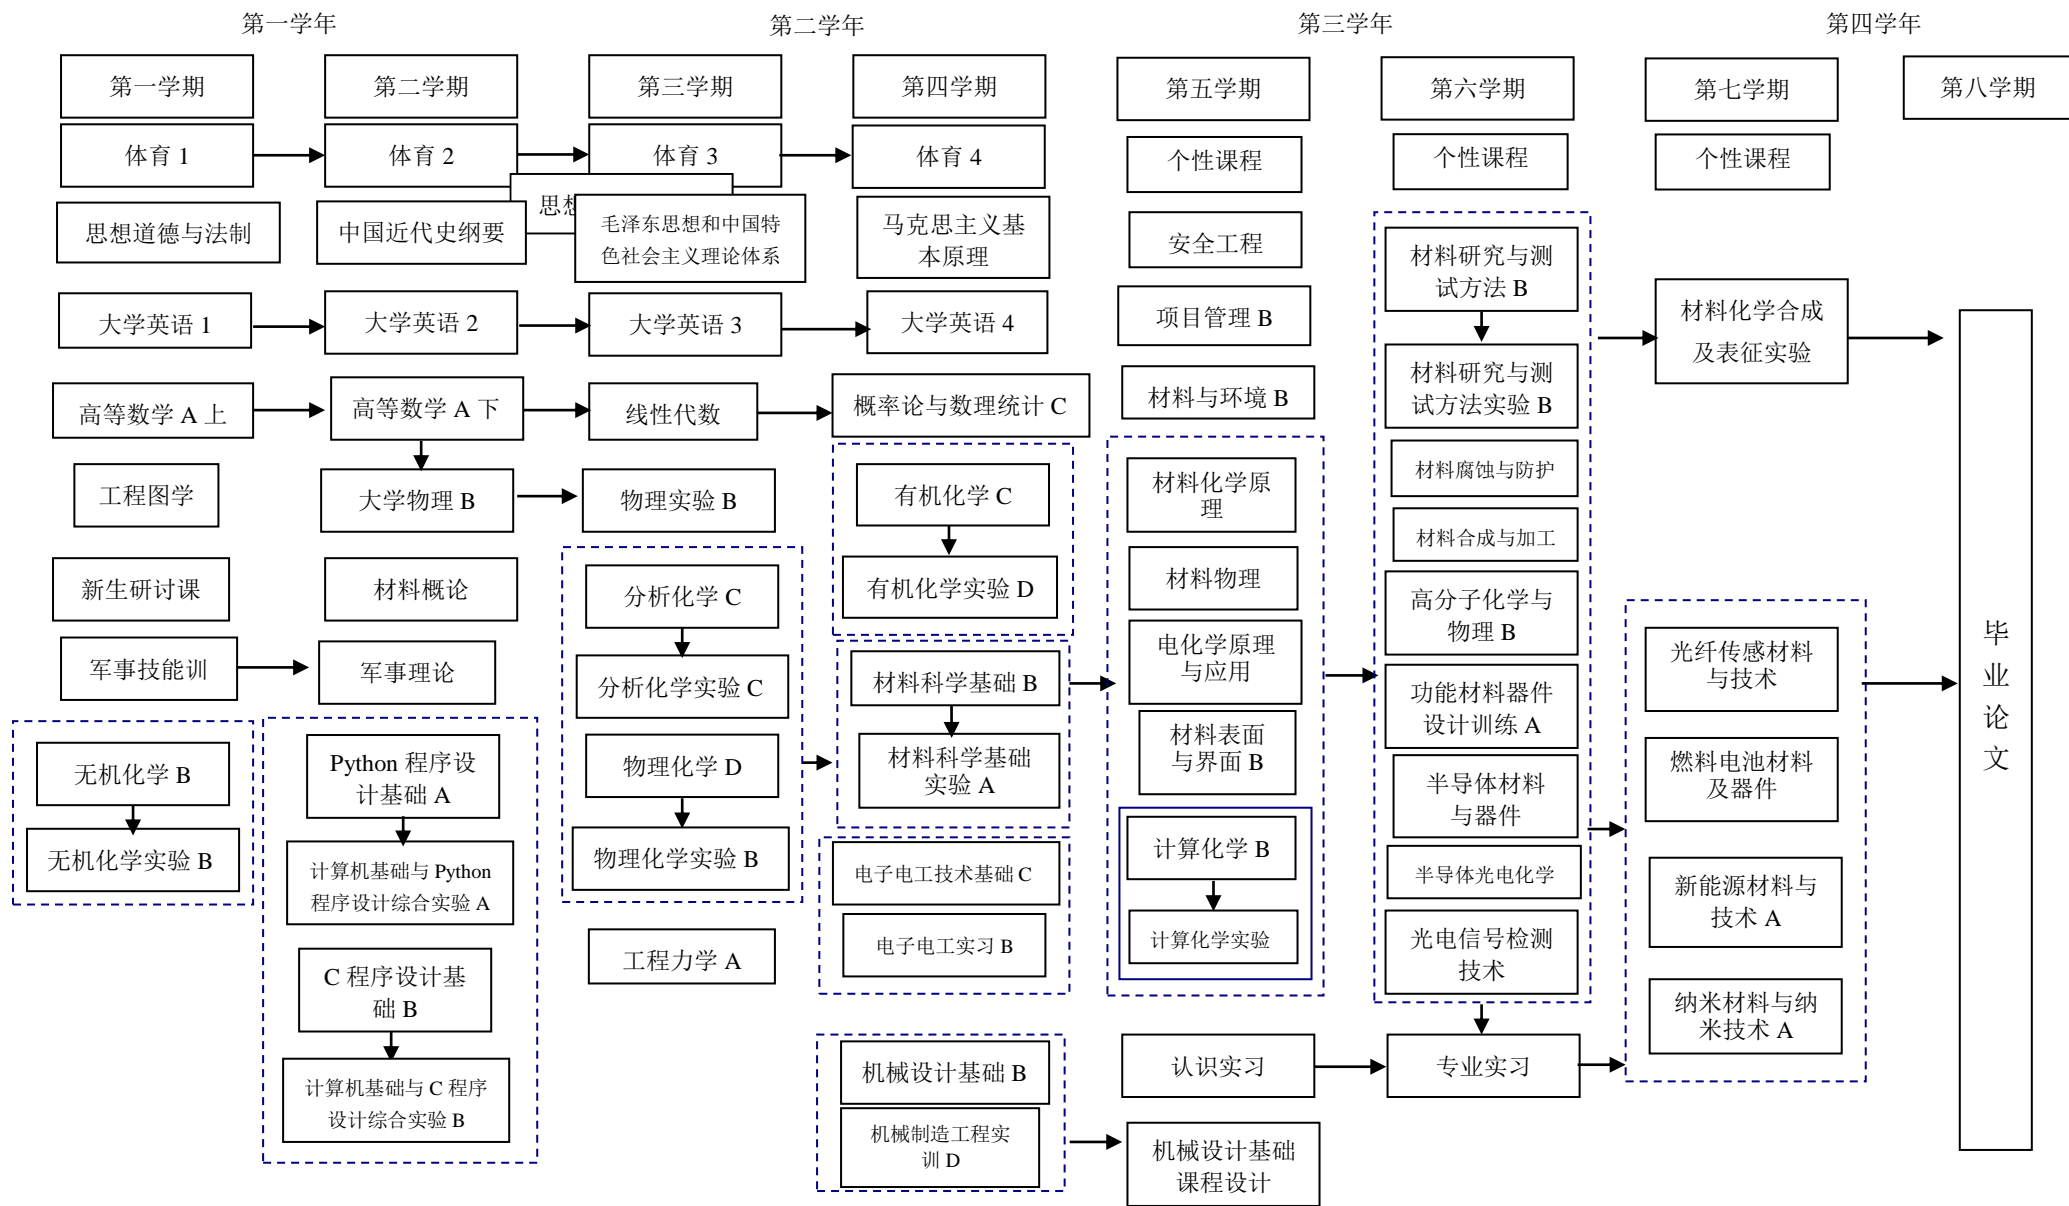 第一学年
第二学年
第三学年
第四学年
第一学期
第二学期
第三学期
第四学期
第五学期
第六学期
第七学期
第八学期
体育 1
体育 2
体育 3
体育 4
个性课程
个性课程
个性课程
思想道德与法制
中国近代史纲要
思想
毛泽东思想和中国特
色社会主义理论体系
马克思主义基
本原理
安全工程
材料研究与测
试方法 B
大学英语 1
大学英语 2
大学英语 3
大学英语 4
项目管理 B
材料化学合成
及表征实验
高等数学 A 上
高等数学 A 下
线性代数
概率论与数理统计 C
材料与环境 B
材料研究与测
试方法实验 B
工程图学
大学物理 B
物理实验 B
有机化学 C
材料化学原
理
材料腐蚀与防护
材料合成与加工
新生研讨课
材料概论
分析化学 C
有机化学实验 D
材料物理
高分子化学与
物理 B
军事技能训
军事理论
分析化学实验 C
材料科学基础 B
电化学原理
与应用
功能材料器件
设计训练 A
光纤传感材料
与技术
毕
业
论
文
无机化学 B
Python 程序设
计基础 A
物理化学 D
材料科学基础
实验 A
材料表面
与界面 B
半导体材料
与器件
燃料电池材料
及器件
无机化学实验 B
计算机基础与 Python
程序设计综合实验 A
物理化学实验 B
电子电工技术基础 C
计算化学 B
半导体光电化学
新能源材料与
技术 A
C 程序设计基
础 B
工程力学 A
电子电工实习 B
计算化学实验
光电信号检测
技术
纳米材料与纳
米技术 A
计算机基础与 C 程序
设计综合实验 B
机械设计基础 B
认识实习
专业实习
机械制造工程实
训 D
机械设计基础
课程设计